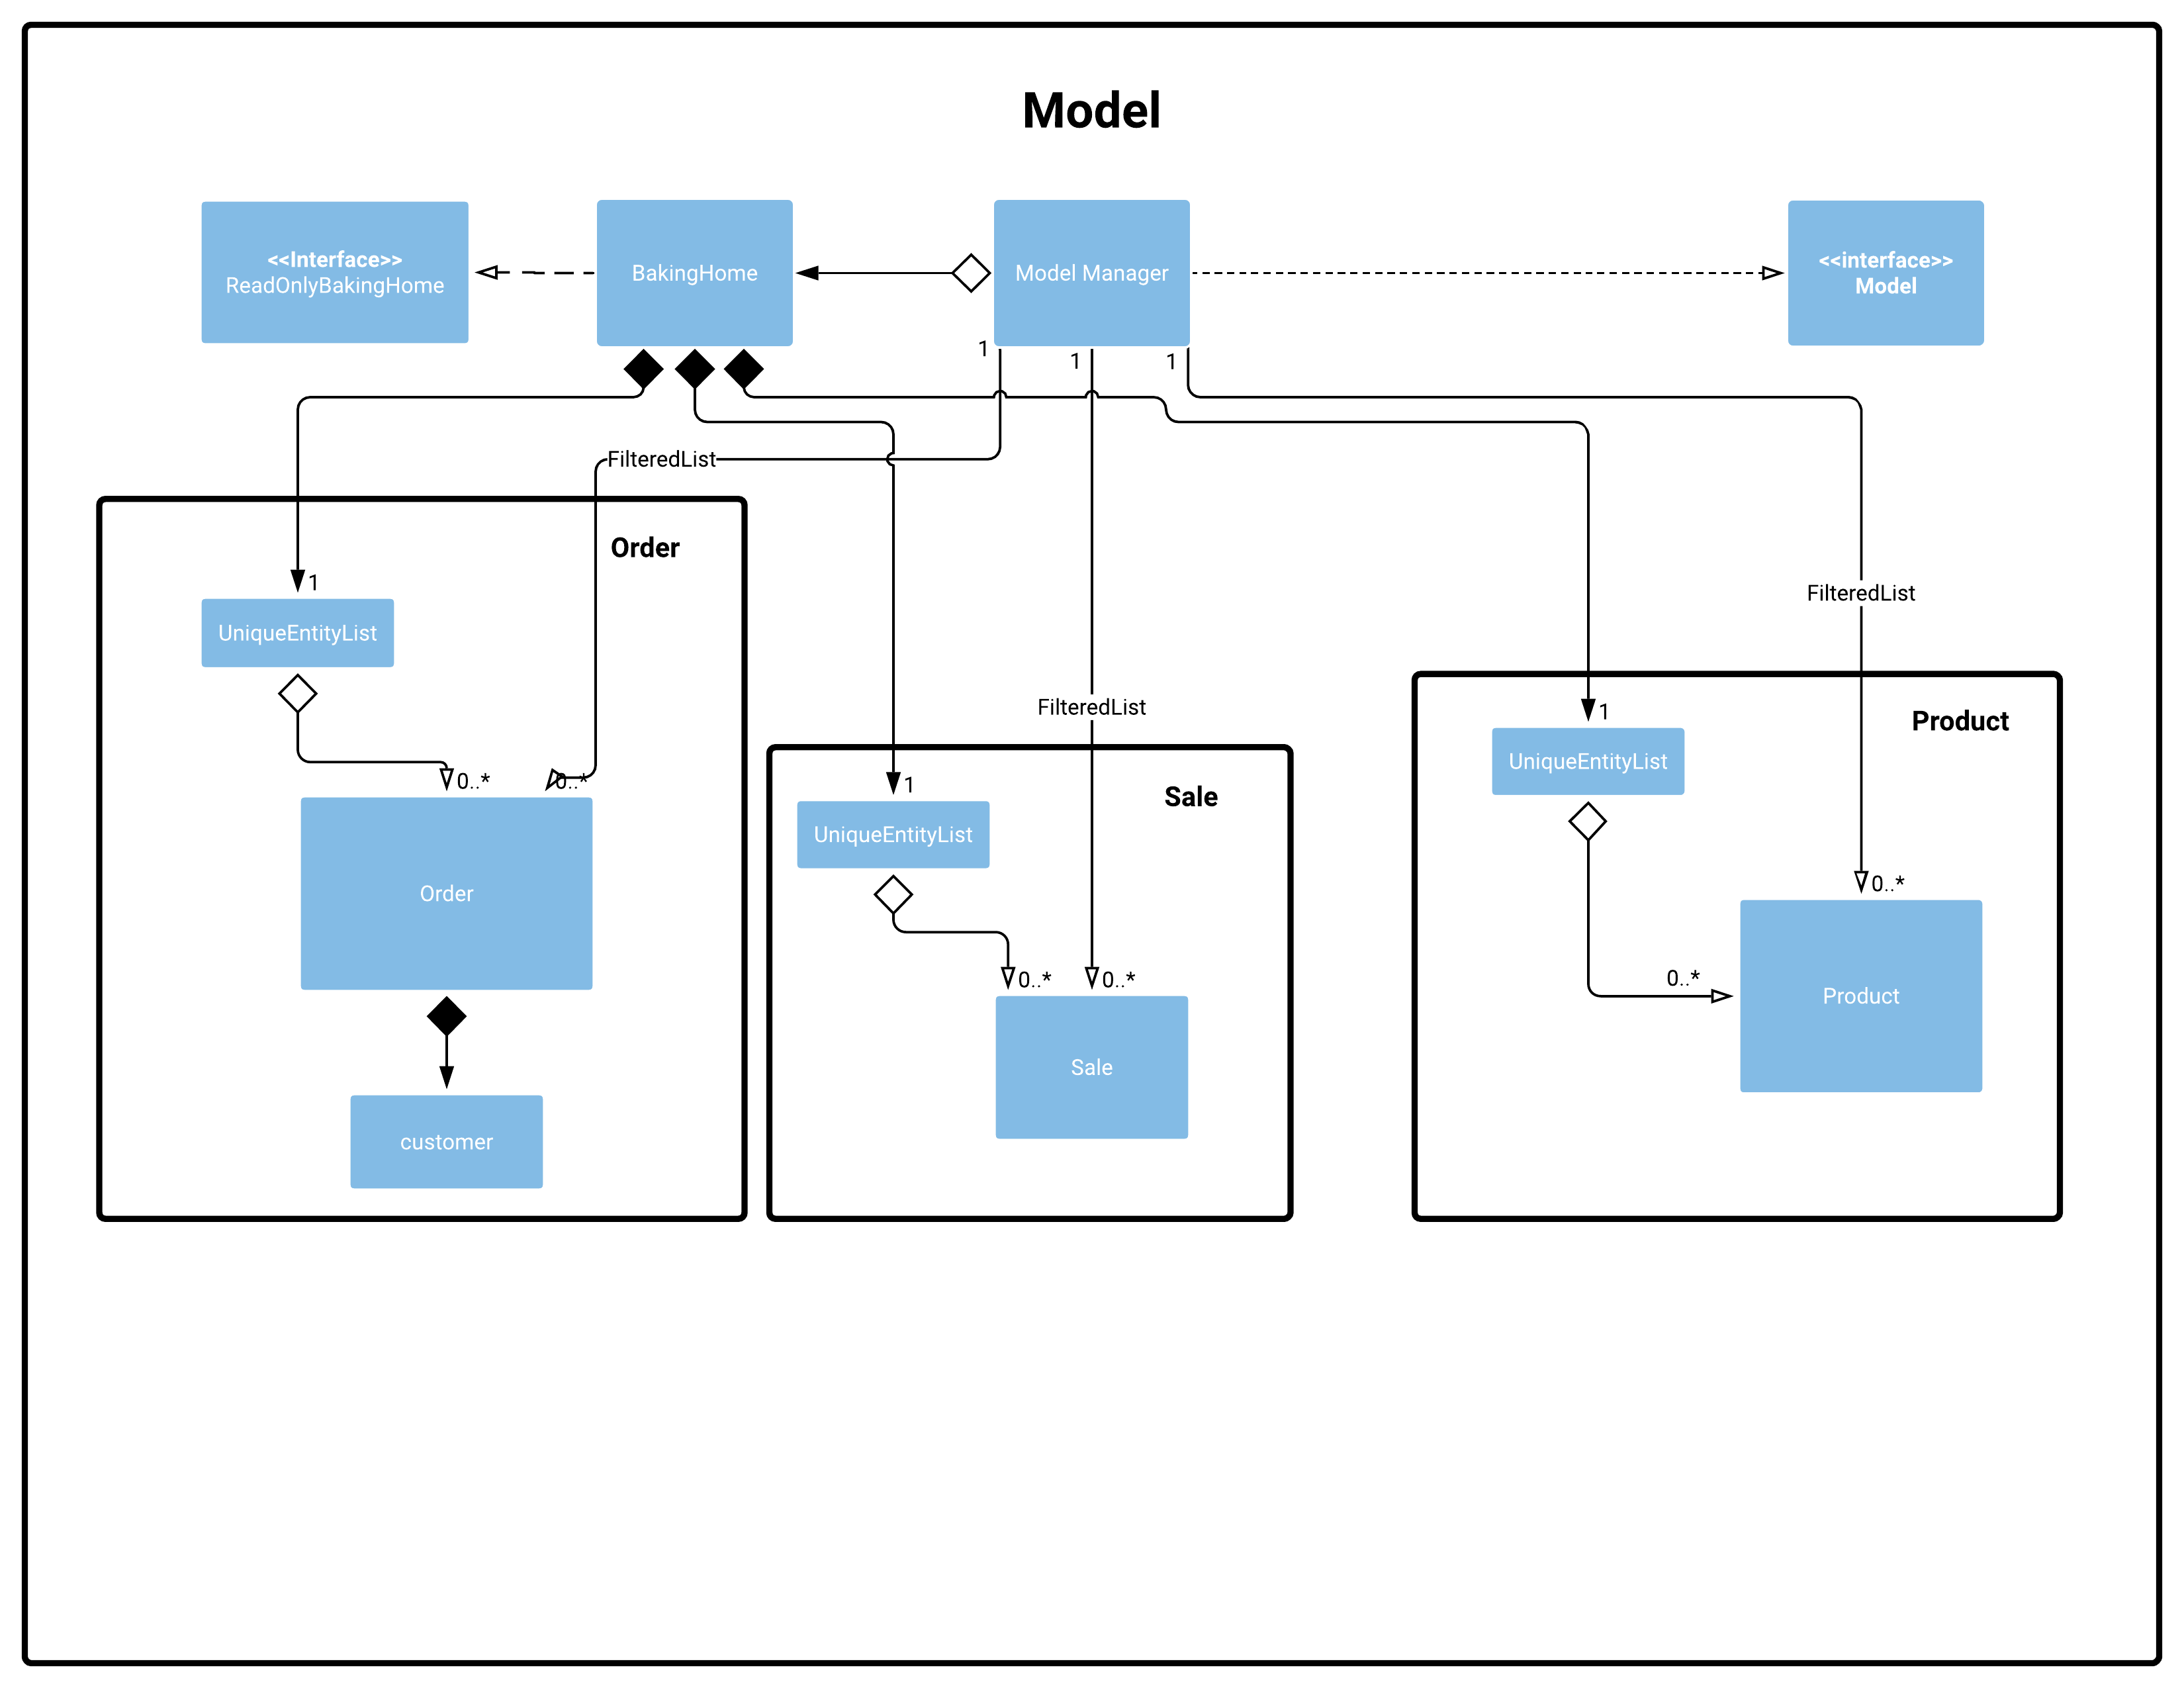 Model
<<Interface>>
ReadOnlyBakingHome
BakingHome
Model Manager
<<interface>>
Model
1
1
1
FilteredList
Order
1
UniqueEntityList
0..*
0..*
Order
customer
FilteredList
Sale
1
UniqueEntityList
0..*
0..*
Sale
FilteredList
Product
1
UniqueEntityList
0..*
0..*
Product